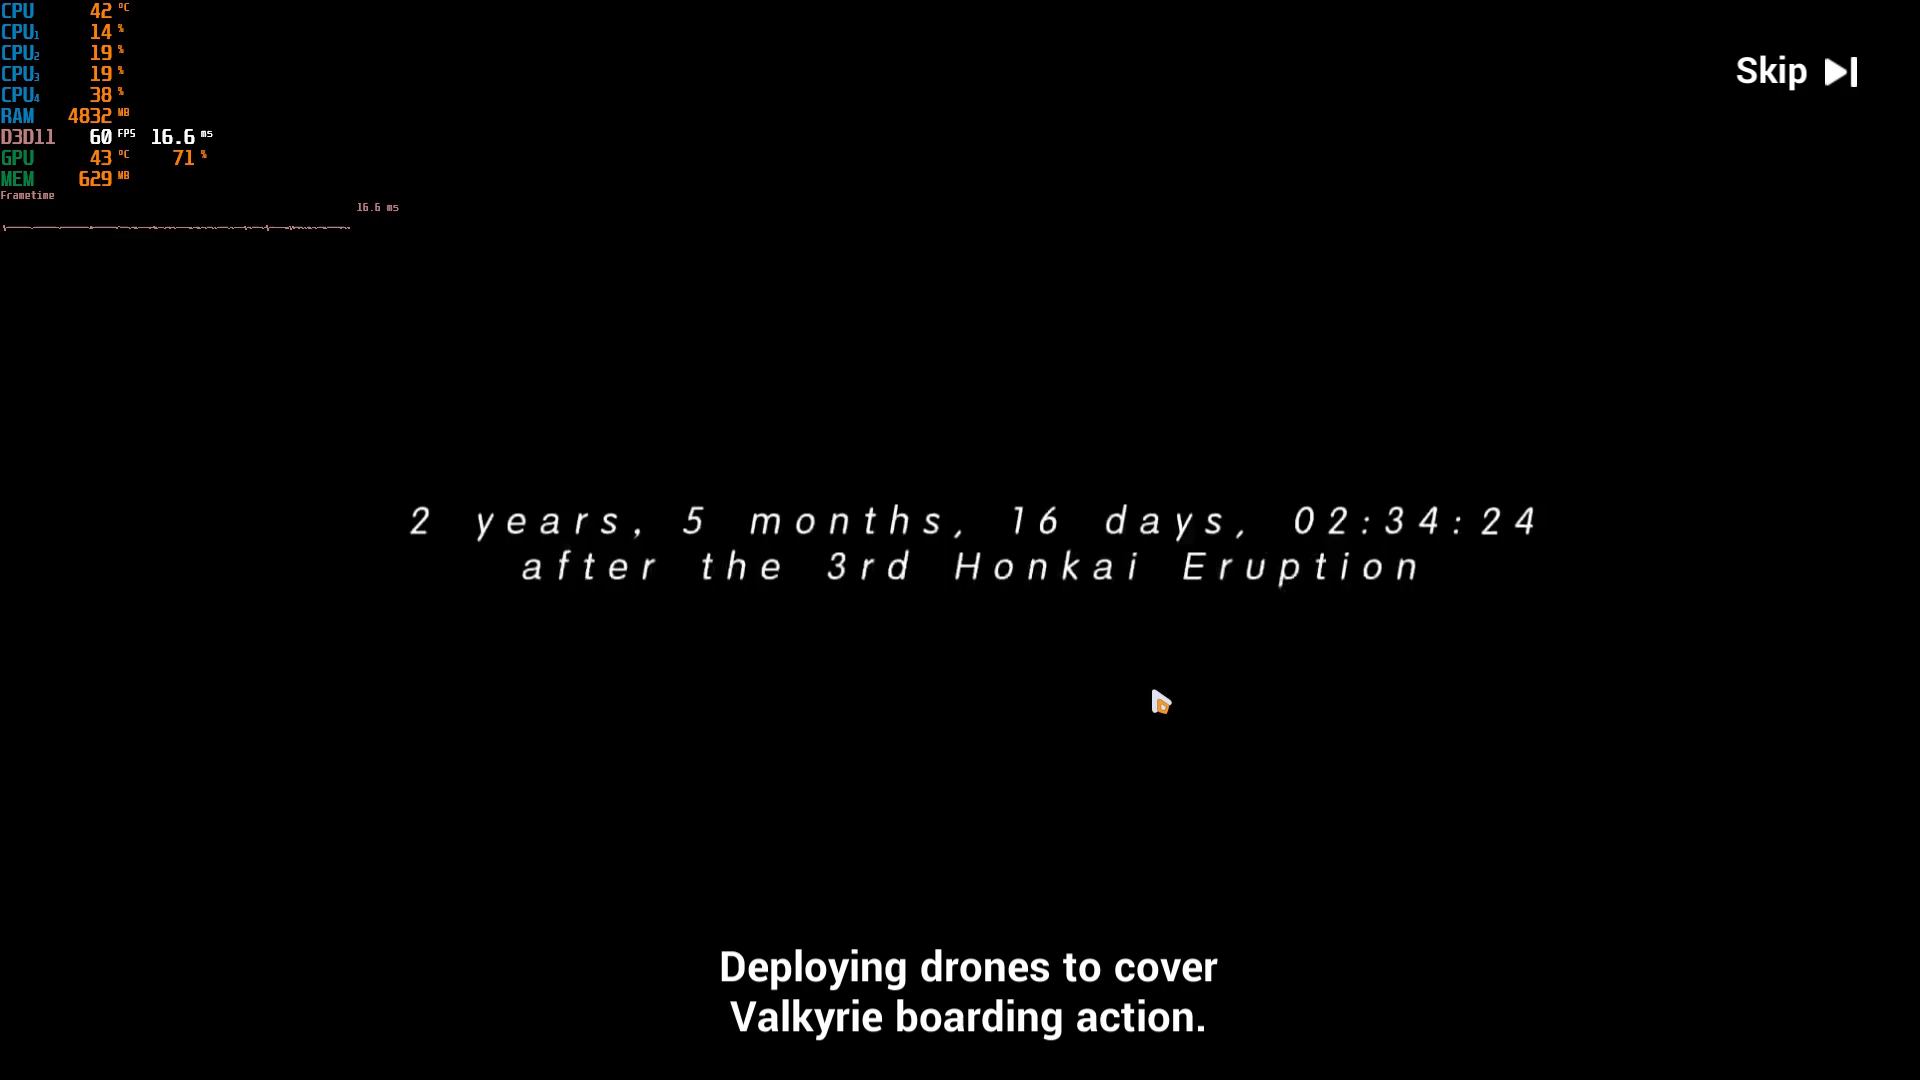 CPU 42 °C
CPU1 14 %
CPU2 19 %
CPU3 19 %
CPU4 38 %
RAM 4832 MB
D3D11 60 FPS 16.6 ms
GPU 43 °C 71 %
MEM 629 MB
Frametime
16.6 ms
Skip
2 years, 5 months, 16 days, 02:34:24
after the 3rd Honkai Eruption
Deploying drones to cover
Valkyrie boarding action.